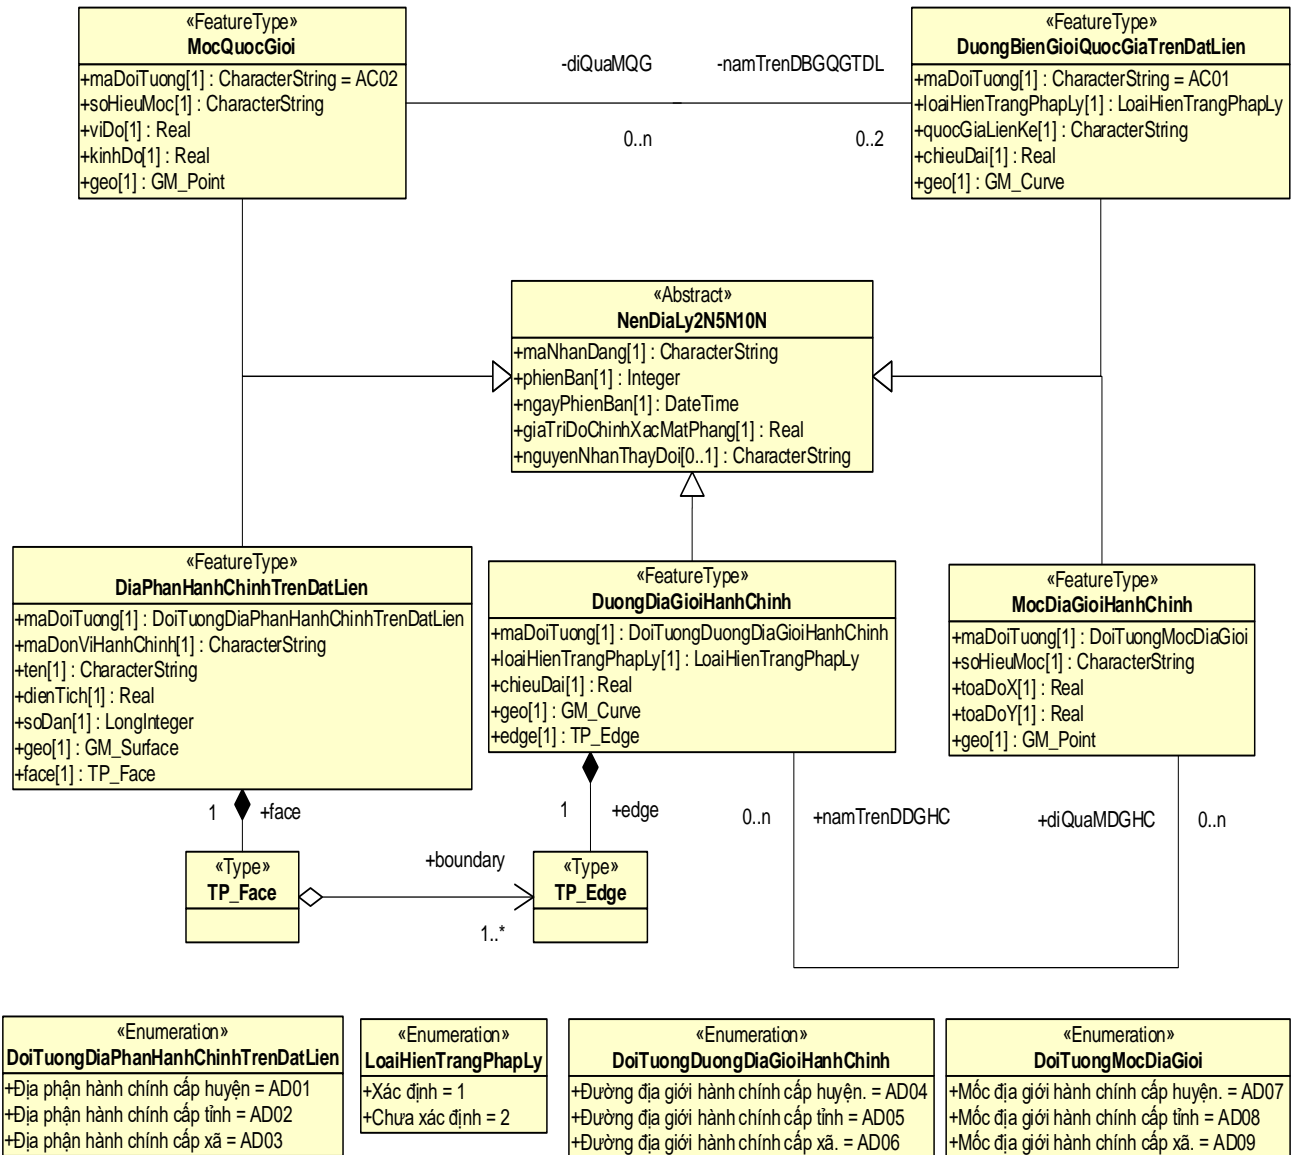 «FeatureType»
MocQuocGioi
+maDoiTuong[1] : CharacterString = AC02
+soHieuMoc[1] : CharacterString
+viDo[1] : Real
+kinhDo[1] : Real
+geo[1] : GM_Point
-diQuaMQG
-namTrenDBGQGTDL
0..n
0..2
«FeatureType»
DuongBienGioiQuocGiaTrenDatLien
+maDoiTuong[1] : CharacterString = AC01
+loaiHienTrangPhapLy[1] : LoaiHienTrangPhapLy
+quocGiaLienKe[1] : CharacterString
+chieuDai[1] : Real
+geo[1] : GM_Curve
«Abstract»
NenDiaLy2N5N10N
+maNhanDang[1] : CharacterString
+phienBan[1] : Integer
+ngayPhienBan[1] : DateTime
+giaTriDoChinhXacMatPhang[1] : Real
+nguyenNhanThayDoi[0..1] : CharacterString
«FeatureType»
DiaPhanHanhChinhTrenDatLien
+maDoiTuong[1] : DoiTuongDiaPhanHanhChinhTrenDatLien
+maDonViHanhChinh[1] : CharacterString
+ten[1] : CharacterString
+dienTich[1] : Real
+soDan[1] : LongInteger
+geo[1] : GM_Surface
+face[1] : TP_Face
«FeatureType»
DuongDiaGioiHanhChinh
+maDoiTuong[1] : DoiTuongDuongDiaGioiHanhChinh
+loaiHienTrangPhapLy[1] : LoaiHienTrangPhapLy
+chieuDai[1] : Real
+geo[1] : GM_Curve
+edge[1] : TP_Edge
«FeatureType»
MocDiaGioiHanhChinh
+maDoiTuong[1] : DoiTuongMocDiaGioi
+soHieuMoc[1] : CharacterString
+toaDoX[1] : Real
+toaDoY[1] : Real
+geo[1] : GM_Point
1
+face
1
+edge
0..n
+namTrenDDGHC
+diQuaMDGHC
0..n
«Type»
TP_Face
+boundary
1..*
«Type»
TP_Edge
«Enumeration»
DoiTuongDiaPhanHanhChinhTrenDatLien
+Địa phận hành chính cấp huyện = AD01
+Địa phận hành chính cấp tỉnh = AD02
+Địa phận hành chính cấp xã = AD03
«Enumeration»
LoaiHienTrangPhapLy
+Xác định = 1
+Chưa xác định = 2
«Enumeration»
DoiTuongDuongDiaGioiHanhChinh
+Đường địa giới hành chính cấp huyện. = AD04
+Đường địa giới hành chính cấp tỉnh = AD05
+Đường địa giới hành chính cấp xã. = AD06
«Enumeration»
DoiTuongMocDiaGioi
+Mốc địa giới hành chính cấp huyện. = AD07
+Mốc địa giới hành chính cấp tỉnh = AD08
+Mốc địa giới hành chính cấp xã. = AD09